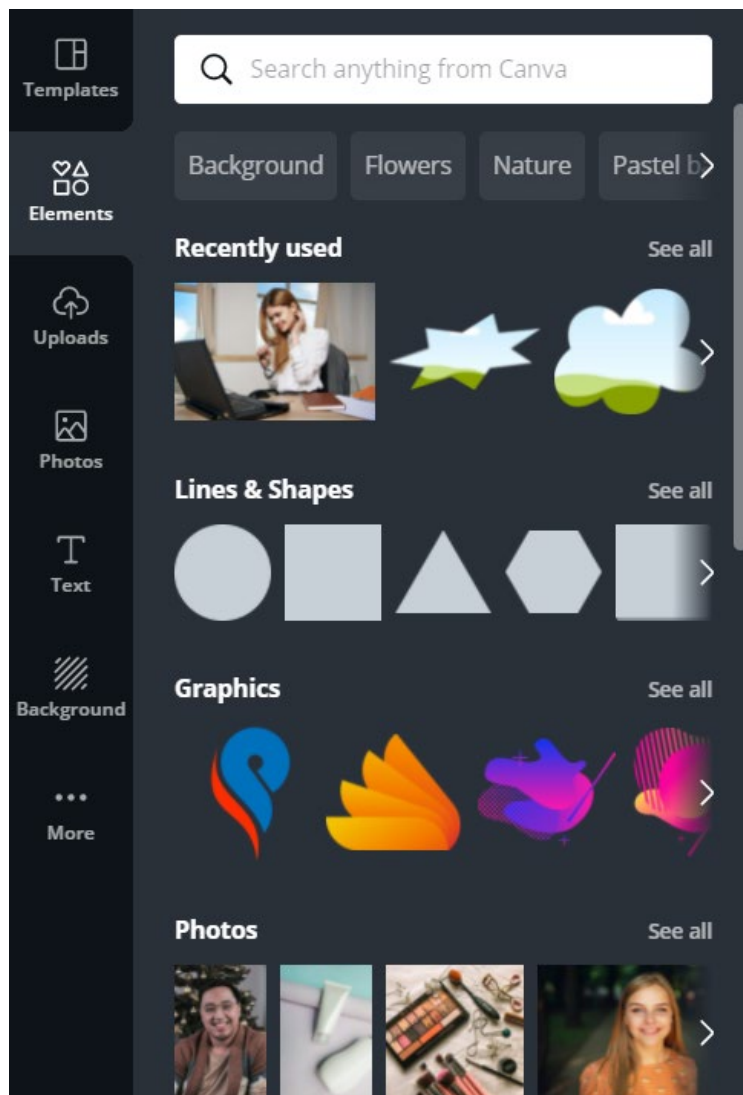 Templates
Elements
Uploads
Photos
Text
Background
More
Search anything from Canva
Background
Flowers
Nature
Pastel b
Recently used
See all
Lines & Shapes
See all
Graphics
See all
Photos
See all